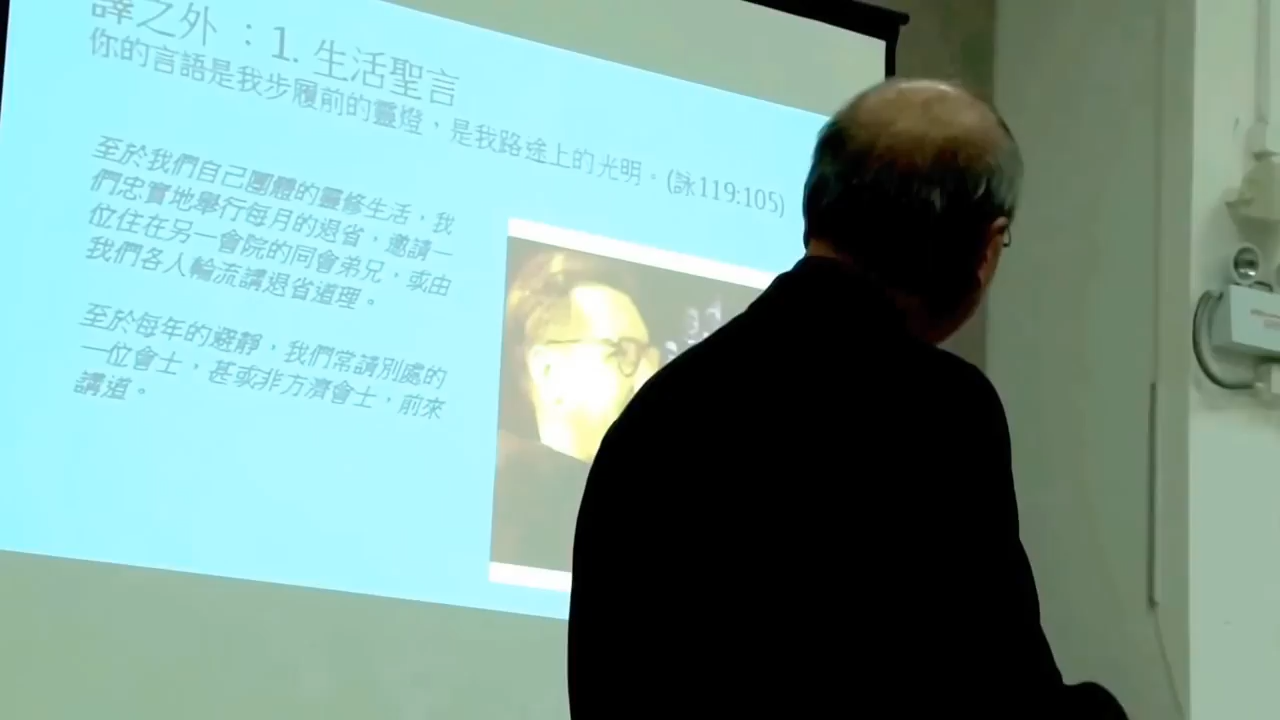 譯之外 ：1. 生活聖言
你的言語是我步履前的靈燈，是我路途上的光明。(詠119:105)
至於我們自己團體的靈修生活，我
們忠實地舉行每月的退省，邀請一
位住在另一會院的同會弟兄，或由
我們各人輪流講退省道理。
至於每年的避靜，我們常請別處的
一位會士，甚或非方濟會士，前來
講道。